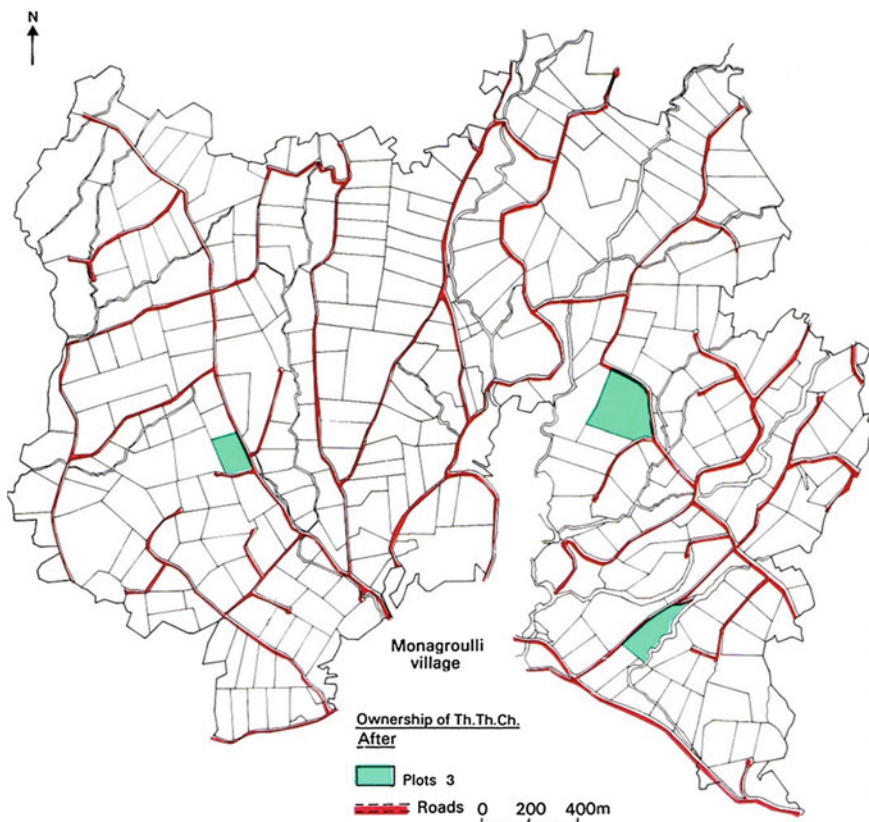 N
Monagroulli
village
Ownership of Th.Th.Ch.
After
Plots 3
Roads
0 200 400m